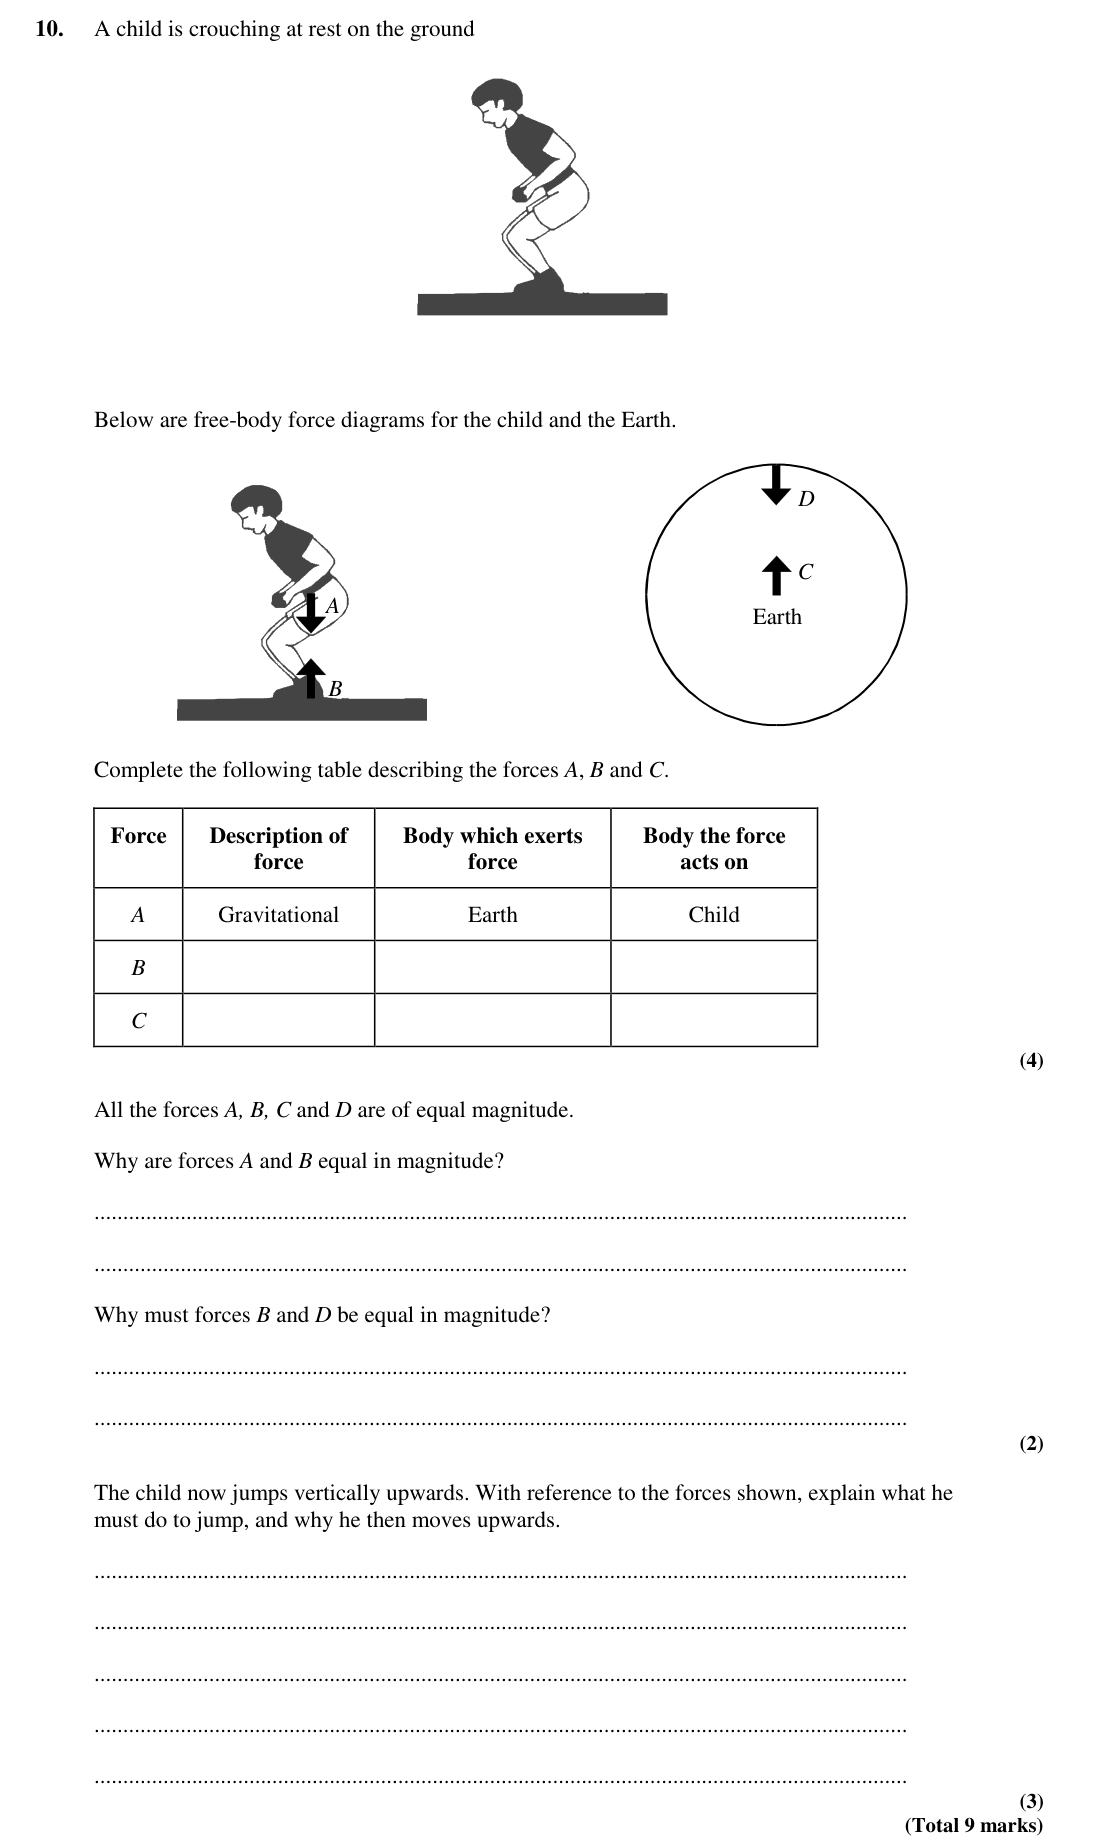 10. A child is crouching at rest on the ground
Below are free-body force diagrams for the child and the Earth.
A
B
D
C
Earth
Complete the following table describing the forces A, B and C.
Force Description of force Body which exerts force Body the force acts on
A Gravitational Earth Child
B
C
(4)
All the forces A, B, C and D are of equal magnitude.
Why are forces A and B equal in magnitude?
Why must forces B and D be equal in magnitude?
(2)
The child now jumps vertically upwards. With reference to the forces shown, explain what he
must do to jump, and why he then moves upwards.
(3)
(Total 9 marks)